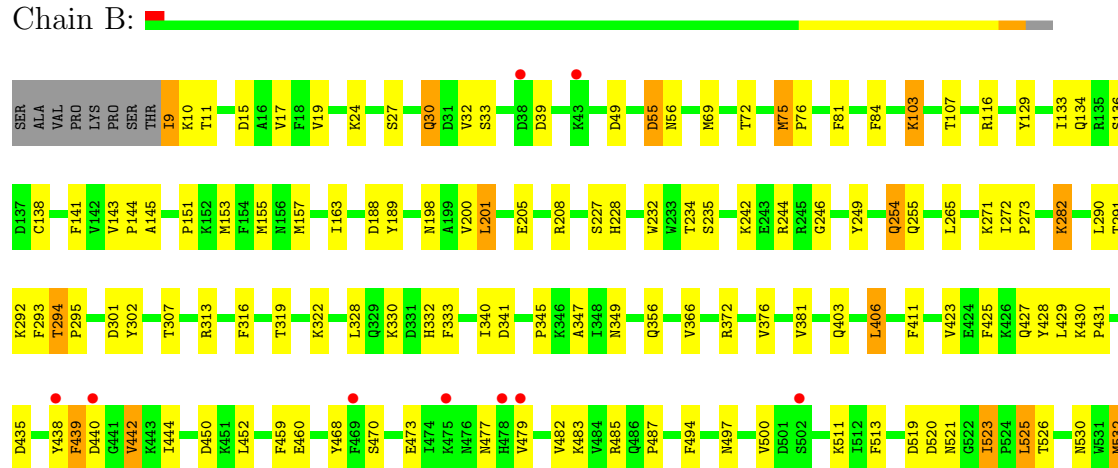 Chain B:
SER ALA VAL PRO LYS PRO SER THR I9 K10 T11 D15 A16 V17 F18 V19 K24 S27 Q30 D31 V32 S33 D38 D39 K43 D49 D55 N56 M69 T72 M75 P76 F81 F84 K103 T107 R116 Y129 I133 Q134 R135 S136
D137 C138 F141 V142 V143 P144 A145 P151 K152 M153 F154 M155 N156 M157 I163 D188 Y189 N198 A199 V200 L201 E205 R208 S227 H228 W232 W233 T234 S235 K242 E243 R244 R245 G246 Y249 Q254 Q255 L265 K271 I272 P273 K282 L290 T291
K292 F293 T294 P295 D301 Y302 T307 R313 F316 T319 K322 L328 Q329 K330 D331 H332 F333 I340 D341 P345 K346 A347 I348 N349 Q356 V366 R372 V376 V381 Q403 L406 F411 V423 E424 F425 K426 Q427 Y428 L429 K430 P431
D435 Y438 F439 D440 G441 V442 K443 I444 D450 K451 L452 F459 E460 Y468 F469 S470 E473 I474 K475 N476 N477 H478 V479 V482 K483 V484 R485 Q486 P487 F494 N497 V500 D501 S502 K511 I512 F513 D519 D520 N521 G522 I523 P524 L525 T526 N530 W531